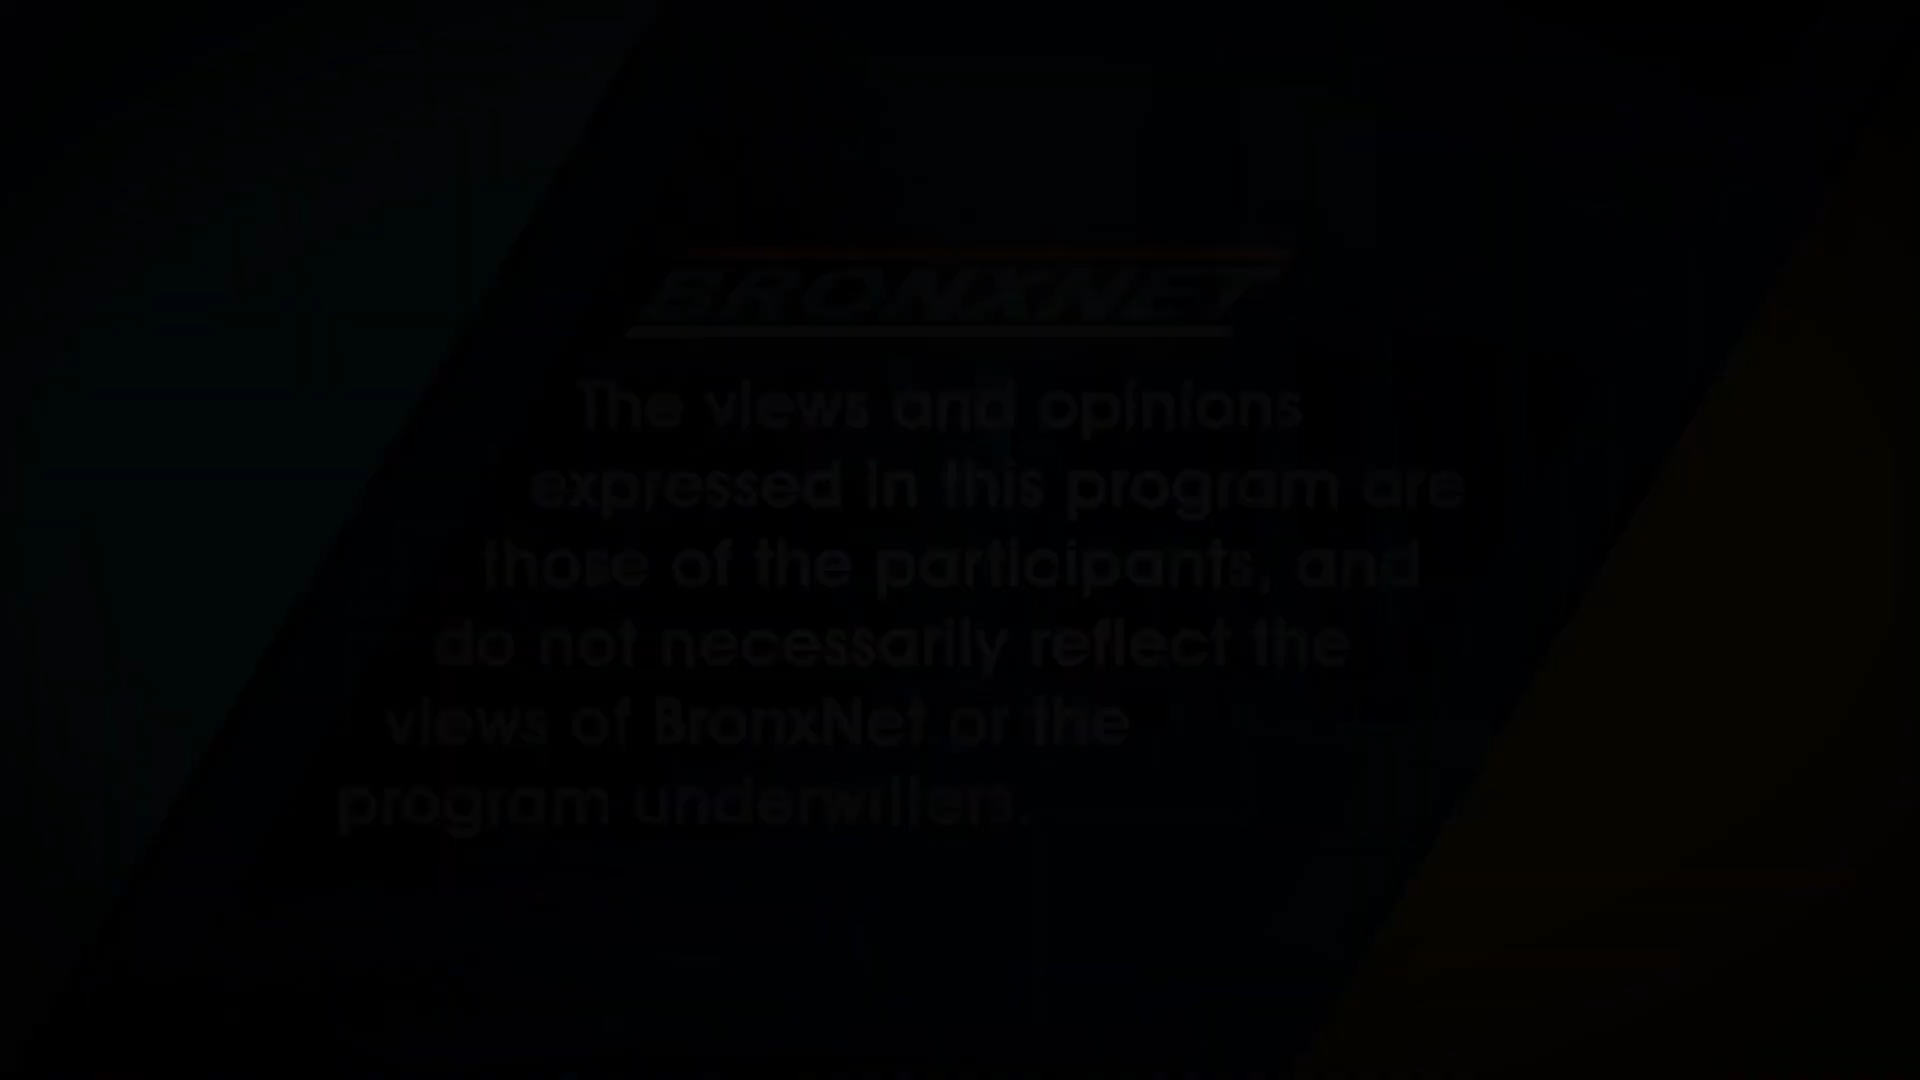 BRONXNET
The views and opinions
expressed in this program are
those of the participants, and
do not necessarily reflect the
views of BronxNet or the
program underwriters.